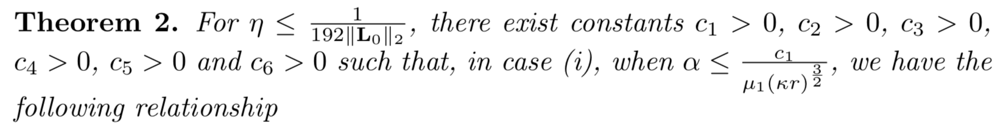 Theorem 2. For $\eta \leq \frac{1}{192\|\mathbf{L}_0\|_2}$, there exist constants $c_1 > 0$, $c_2 > 0$, $c_3 > 0$,
$c_4 > 0$, $c_5 > 0$ and $c_6 > 0$ such that, in case (i), when $\alpha \leq \frac{c_1}{\mu_1(\kappa r)^{\frac{3}{2}}}$, we have the
following relationship